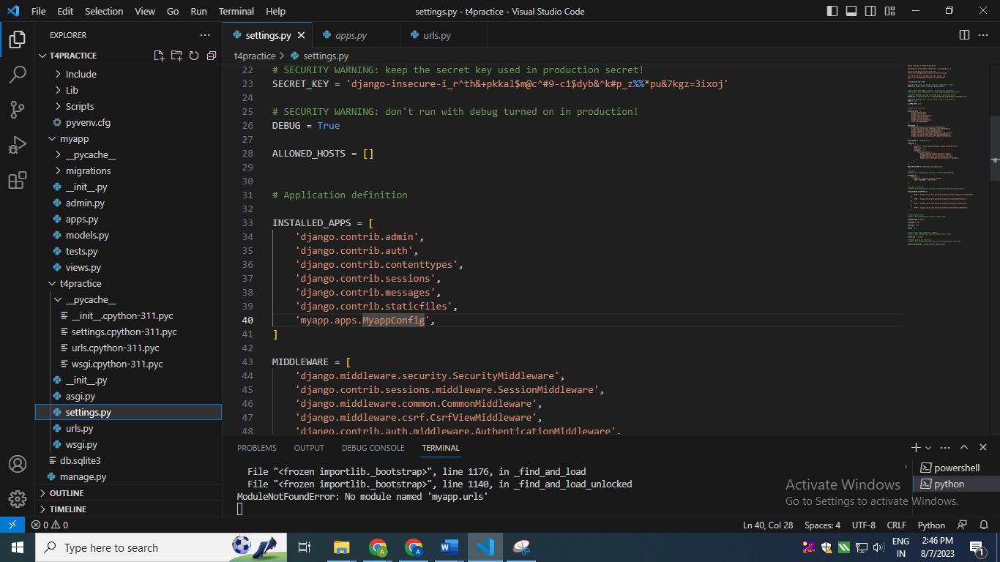 File Edit Selection View Go Run Terminal Help
settings.py - t4practice - Visual Studio Code
EXPLORER
T4PRACTICE
Include
Lib
Scripts
pyvenv.cfg
myapp
__pycache__
migrations
__init__.py
admin.py
apps.py
models.py
tests.py
views.py
t4practice
__pycache__
__init__.cpython-311.pyc
settings.cpython-311.pyc
urls.cpython-311.pyc
wsgi.cpython-311.pyc
__init__.py
asgi.py
settings.py
urls.py
wsgi.py
db.sqlite3
manage.py
OUTLINE
TIMELINE
settings.py apps.py urls.py
t4practice > settings.py
22 # SECURITY WARNING: keep the secret key used in production secret!
23 SECRET_KEY = 'django-insecure-i_r^th&+pkkal$m@c^#9-c1$dyb&^k#p_z%%*pu&7kgz=3ixoj'
24
25 # SECURITY WARNING: don't run with debug turned on in production!
26 DEBUG = True
27
28 ALLOWED_HOSTS = []
29
30
31 # Application definition
32
33 INSTALLED_APPS = [
34 'django.contrib.admin',
35 'django.contrib.auth',
36 'django.contrib.contenttypes',
37 'django.contrib.sessions',
38 'django.contrib.messages',
39 'django.contrib.staticfiles',
40 'myapp.apps.MyappConfig',
41 ]
42
43 MIDDLEWARE = [
44 'django.middleware.security.SecurityMiddleware',
45 'django.contrib.sessions.middleware.SessionMiddleware',
46 'django.middleware.common.CommonMiddleware',
47 'django.middleware.csrf.CsrfViewMiddleware',
48 'django.contrib.auth.middleware.AuthenticationMiddleware',
PROBLEMS OUTPUT DEBUG CONSOLE TERMINAL
File "<frozen importlib._bootstrap>", line 1176, in _find_and_load
File "<frozen importlib._bootstrap>", line 1140, in _find_and_load_unlocked
ModuleNotFoundError: No module named 'myapp.urls'
powershell
python
Activate Windows
Go to Settings to activate Windows.
0 0
Ln 40, Col 28 Spaces: 4 UTF-8 CRLF Python
Type here to search
ENG
IN
2:46 PM
8/7/2023
1